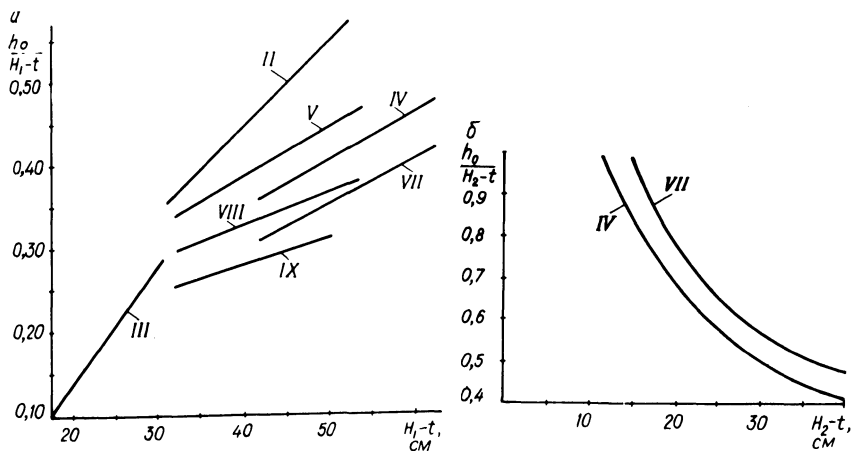 а
h₀
H₁-t
0,50
0,40
0,30
0,20
0,10
II
V
IV
VII
VIII
IX
III
20 30 40 50 H₁-t,
см
б
h₀
H₂-t
0,9
0,8
0,7
0,6
0,5
0,4
VII
IV
10 20 30 H₂-t,
см